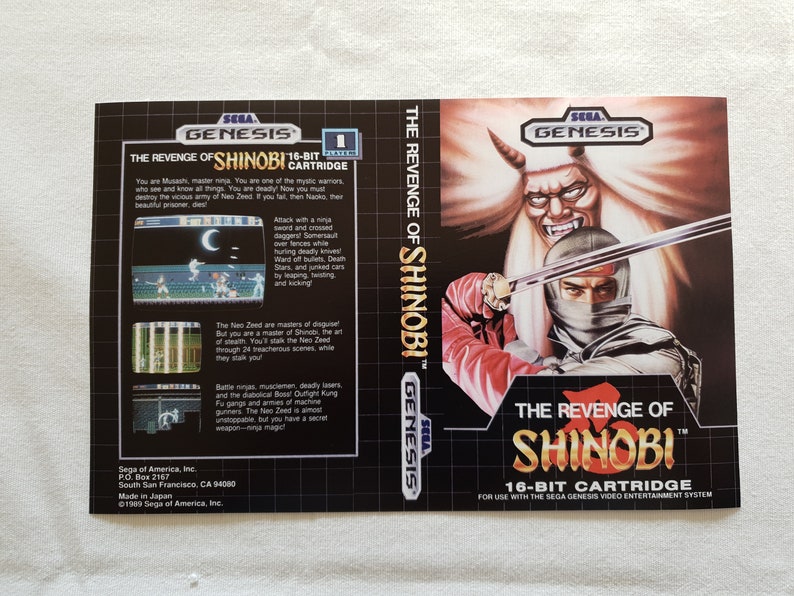 SEGA
GENESIS
1
PLAYERS
THE REVENGE OF SHINOBI 16-BIT
CARTRIDGE
You are Musashi, master ninja. You are one of the mystic warriors,
who see and know all things. You are deadly! Now you must
destroy the vicious army of Neo Zeed. If you fail, then Naoko, their
beautiful prisoner, dies!
Attack with a ninja
sword and crossed
daggers! Somersault
over fences while
hurling deadly knives!
Ward off bullets, Death
Stars, and junked cars
by leaping, twisting,
and kicking!
The Neo Zeed are masters of disguise!
But you are a master of Shinobi, the art
of stealth. You'll stalk the Neo Zeed
through 24 treacherous scenes, while
they stalk you!
Battle ninjas, musclemen, deadly lasers,
and the diabolical Boss! Outfight Kung
Fu gangs and armies of machine
gunners. The Neo Zeed is almost
unstoppable, but you have a secret
weapon—ninja magic!
Sega of America, Inc.
P.O. Box 2167
South San Francisco, CA 94080
Made in Japan
©1989 Sega of America, Inc.
THE REVENGE OF SHINOBI™
SEGA
GENESIS
SEGA
GENESIS
THE REVENGE OF
SHINOBI™
16-BIT CARTRIDGE
FOR USE WITH THE SEGA GENESIS VIDEO ENTERTAINMENT SYSTEM